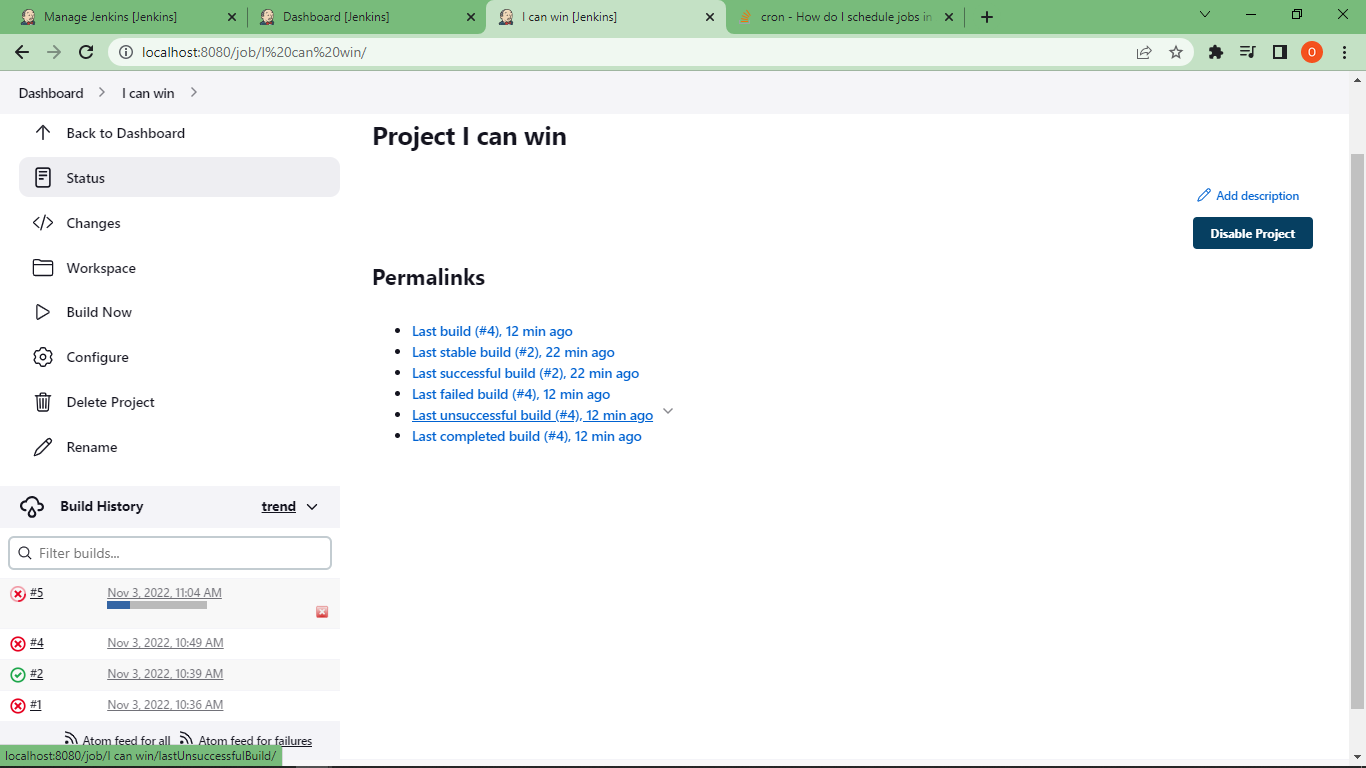 Manage Jenkins [Jenkins]
Dashboard [Jenkins]
I can win [Jenkins]
cron - How do I schedule jobs in
localhost:8080/job/I%20can%20win/
O
Dashboard
I can win
Back to Dashboard
Status
Changes
Workspace
Build Now
Configure
Delete Project
Rename
Build History
trend
Filter builds...
#5 Nov 3, 2022, 11:04 AM
#4 Nov 3, 2022, 10:49 AM
#2 Nov 3, 2022, 10:39 AM
#1 Nov 3, 2022, 10:36 AM
Atom feed for all Atom feed for failures
localhost:8080/job/I can win/lastUnsuccessfulBuild/
Project I can win
Add description
Disable Project
Permalinks
Last build (#4), 12 min ago
Last stable build (#2), 22 min ago
Last successful build (#2), 22 min ago
Last failed build (#4), 12 min ago
Last unsuccessful build (#4), 12 min ago
Last completed build (#4), 12 min ago